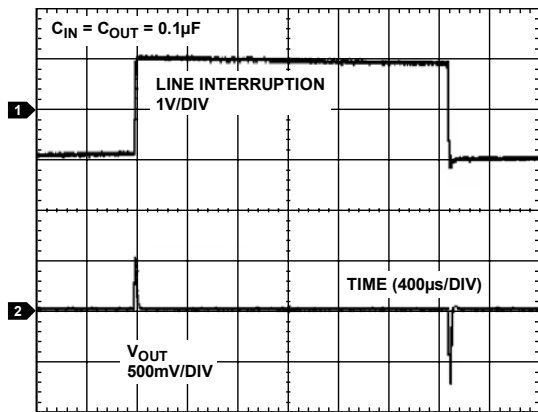 C_IN = C_OUT = 0.1µF
LINE INTERRUPTION
1V/DIV
1
TIME (400µs/DIV)
2
V_OUT
500mV/DIV